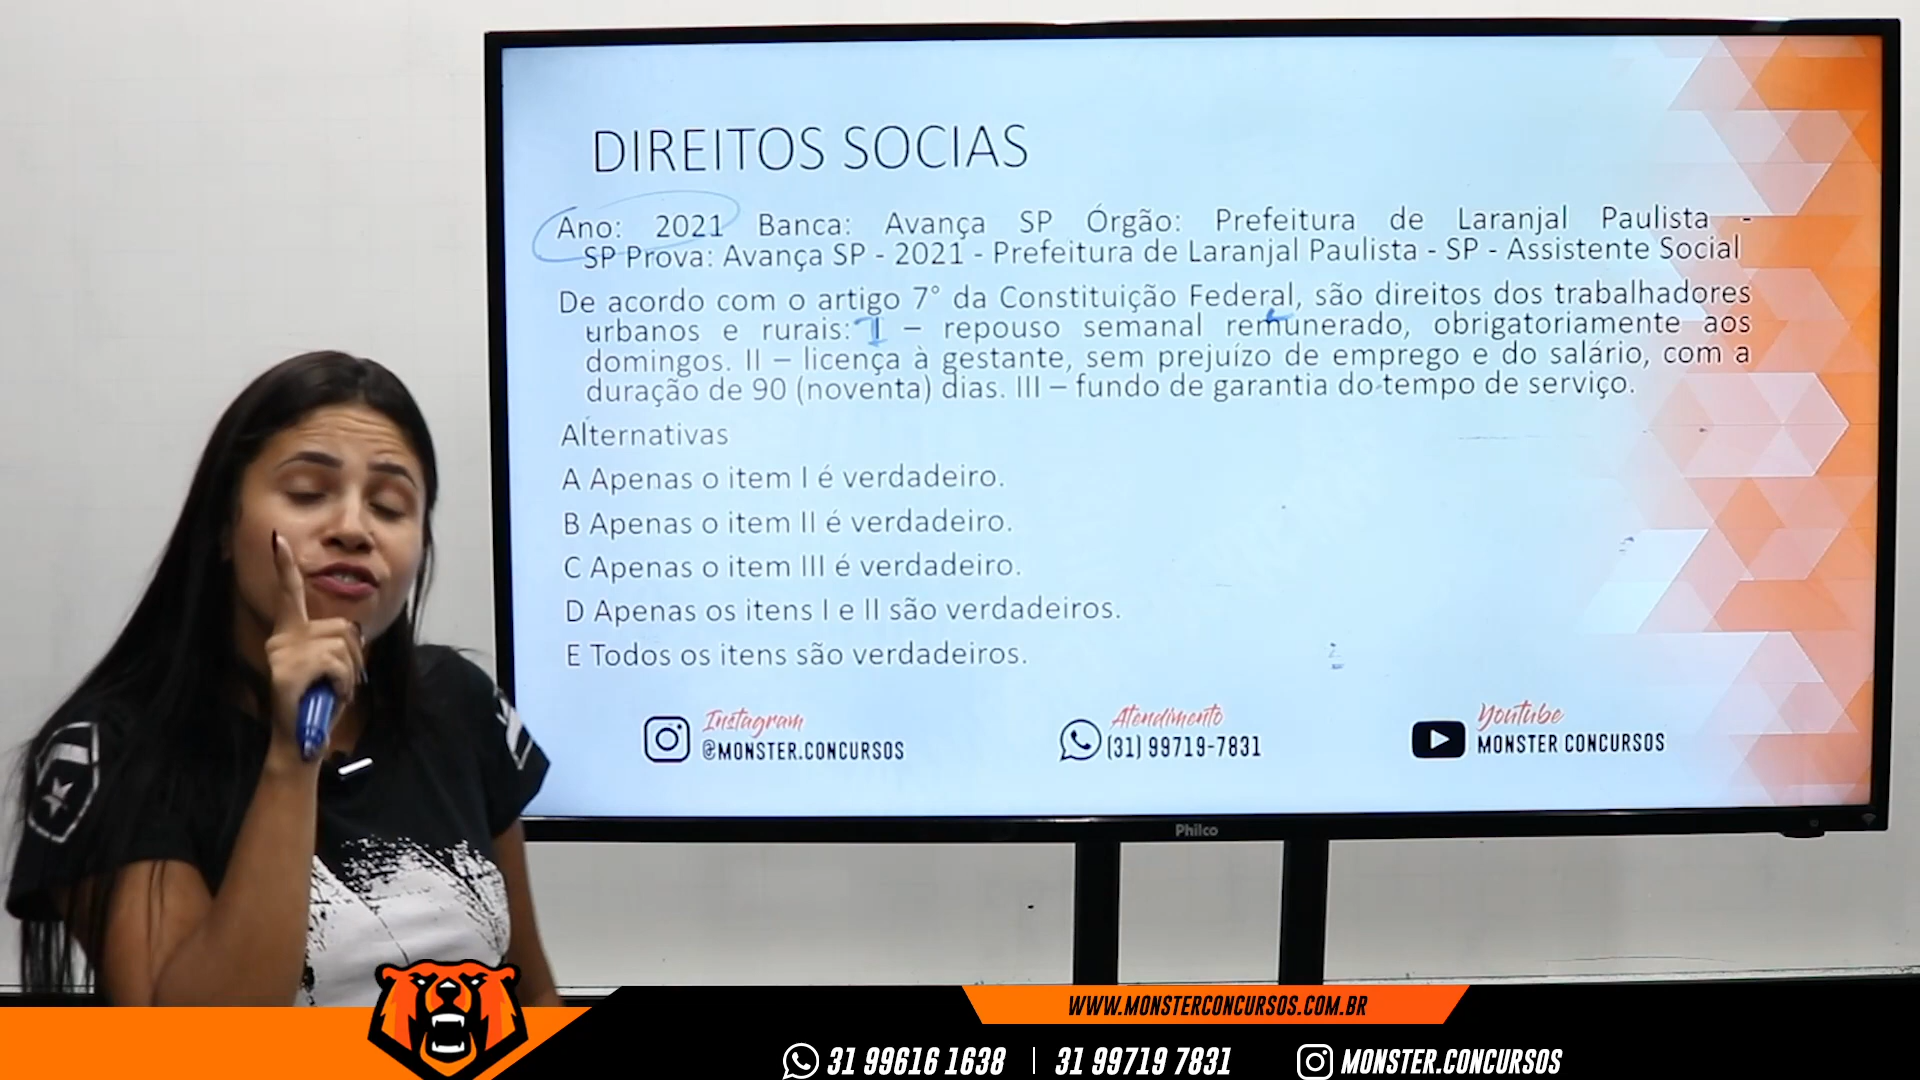 DIREITOS SOCIAS
Ano: 2021 Banca: Avança SP Órgão: Prefeitura de Laranjal Paulista -
SP Prova: Avança SP - 2021 - Prefeitura de Laranjal Paulista - SP - Assistente Social
De acordo com o artigo 7° da Constituição Federal, são direitos dos trabalhadores
urbanos e rurais: I – repouso semanal remunerado, obrigatoriamente aos
domingos. II – licença à gestante, sem prejuízo de emprego e do salário, com a
duração de 90 (noventa) dias. III – fundo de garantia do tempo de serviço.
Alternativas
A Apenas o item I é verdadeiro.
B Apenas o item II é verdadeiro.
C Apenas o item III é verdadeiro.
D Apenas os itens I e II são verdadeiros.
E Todos os itens são verdadeiros.
Instagram
@MONSTER.CONCURSOS
Atendimento
(31) 99719-7831
Youtube
MONSTER CONCURSOS
Philco
WWW.MONSTERCONCURSOS.COM.BR
31 99616 1638 | 31 99719 7831
MONSTER.CONCURSOS